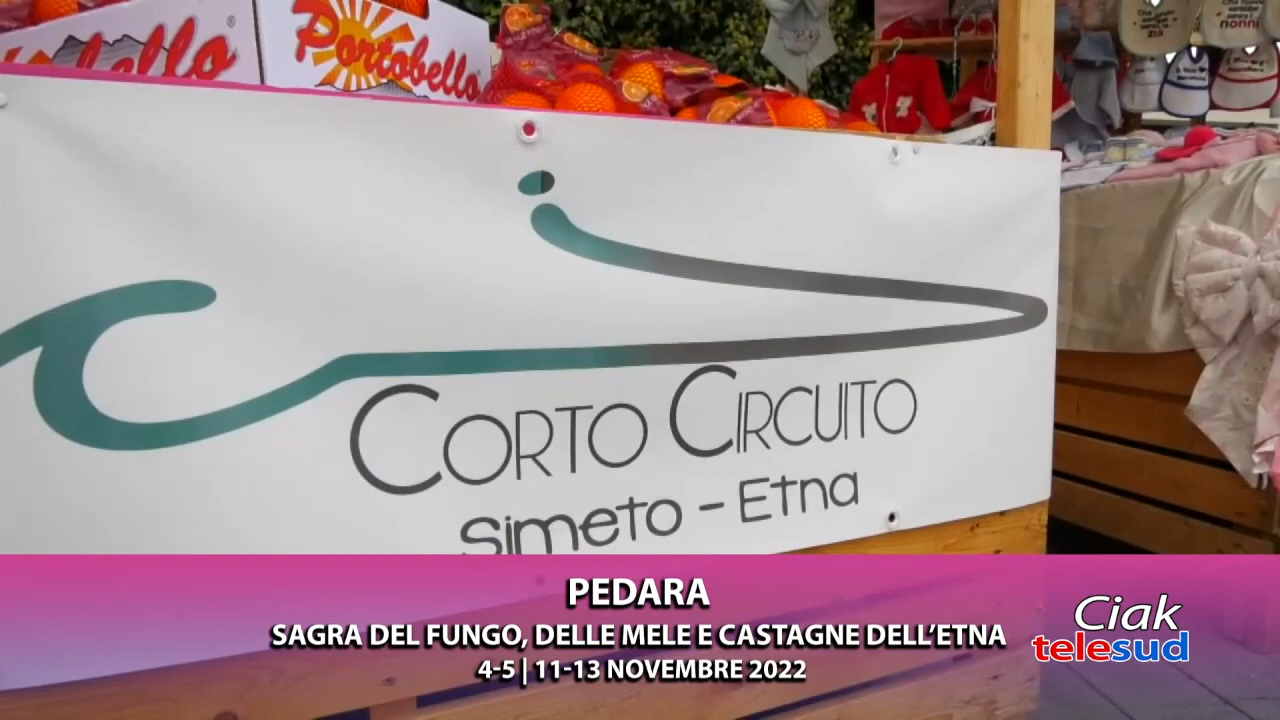 Portobello
CORTO CIRCUITO
Simeto - Etna
nonni
PEDARA
SAGRA DEL FUNGO, DELLE MELE E CASTAGNE DELL'ETNA
4-5 | 11-13 NOVEMBRE 2022
Ciak
telesud